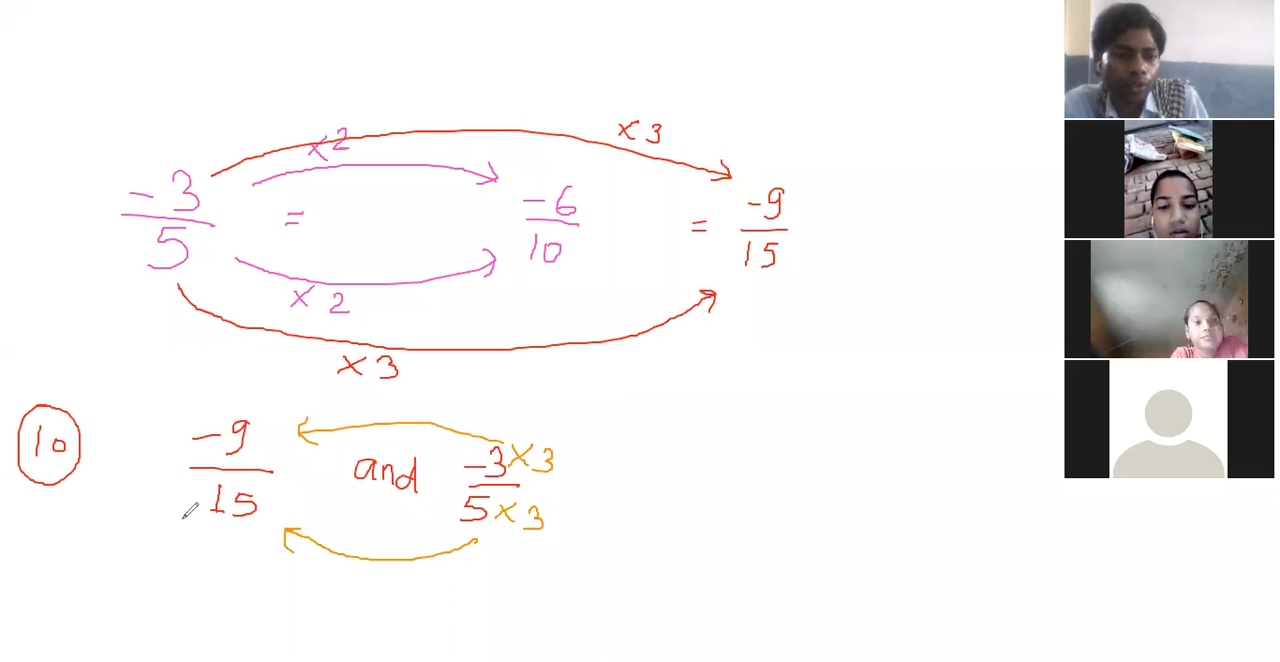 ×2 ×3
-3/5 = -6/10 = -9/15
×2
×3
10 -9/15 and -3×3/5×3